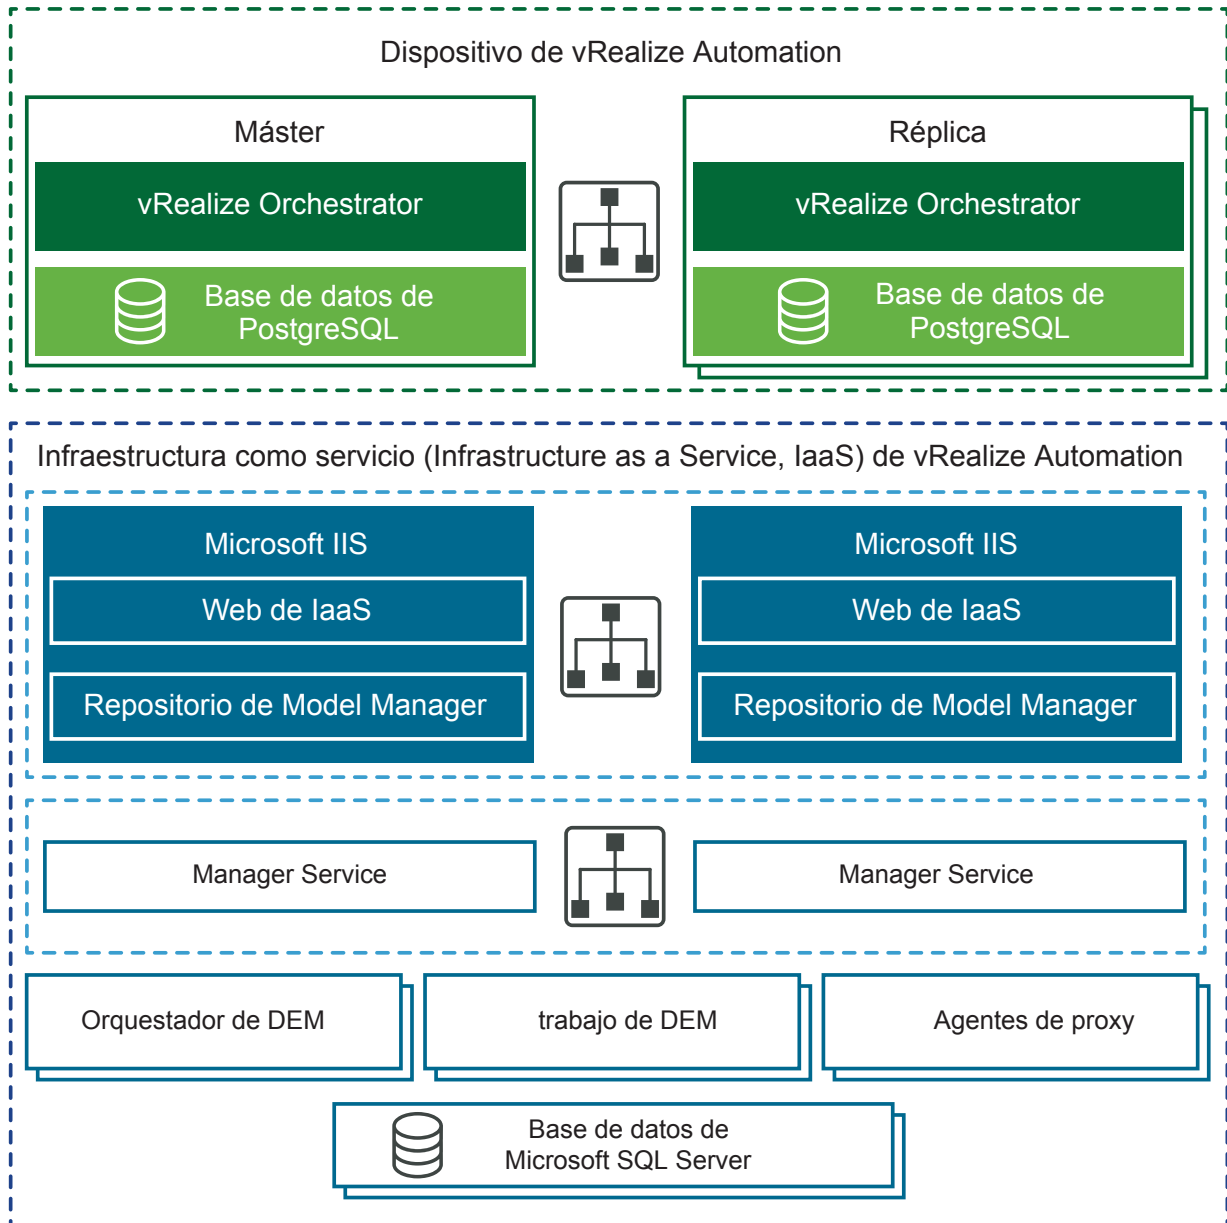 Dispositivo de vRealize Automation
Máster
vRealize Orchestrator
Base de datos de
PostgreSQL
Réplica
vRealize Orchestrator
Base de datos de
PostgreSQL
Infraestructura como servicio (Infrastructure as a Service, IaaS) de vRealize Automation
Microsoft IIS
Web de IaaS
Repositorio de Model Manager
Microsoft IIS
Web de IaaS
Repositorio de Model Manager
Manager Service
Manager Service
Orquestador de DEM
trabajo de DEM
Agentes de proxy
Base de datos de
Microsoft SQL Server